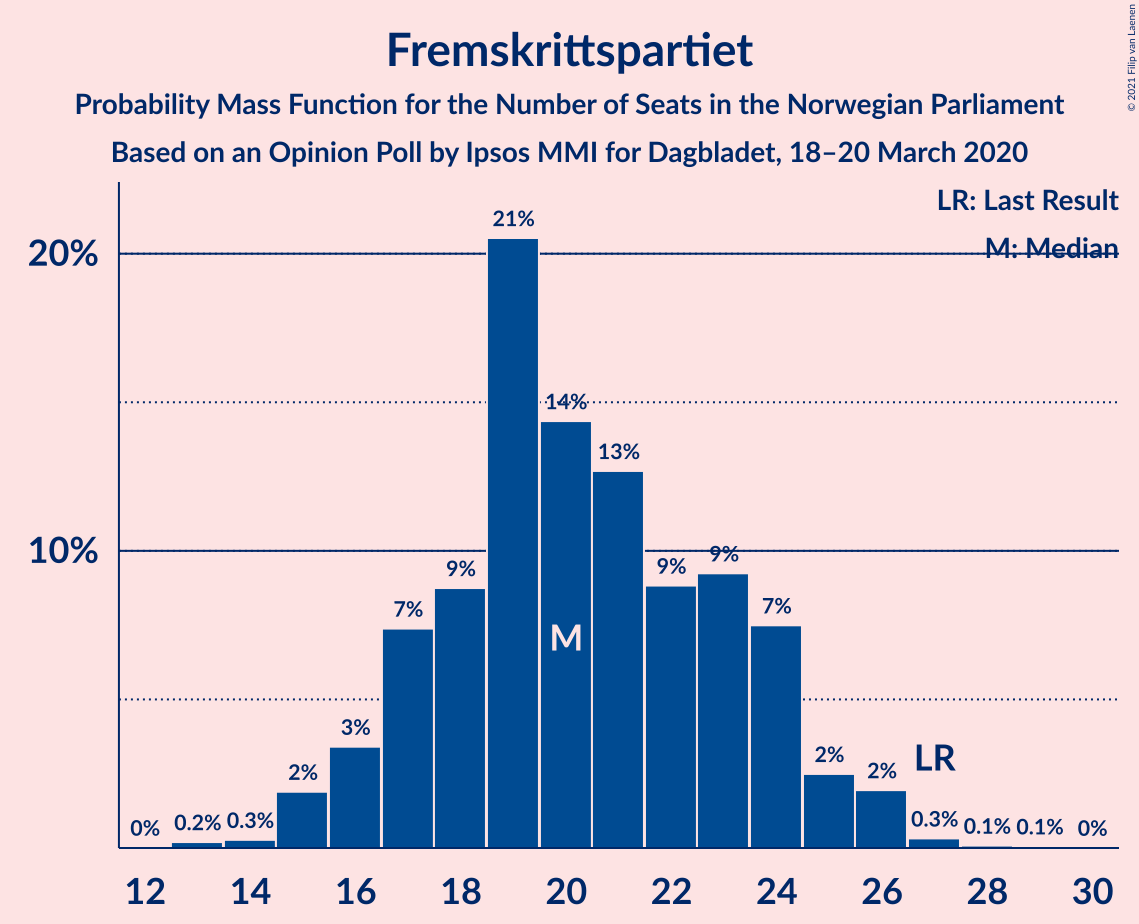 Fremskrittspartiet
Probability Mass Function for the Number of Seats in the Norwegian Parliament
Based on an Opinion Poll by Ipsos MMI for Dagbladet, 18–20 March 2020
© 2021 Filip van Laenen
LR: Last Result
M: Median
20%
10%
0%
0.2%
0.3%
2%
3%
7%
9%
21%
14%
13%
9%
9%
7%
2%
2%
0.3%
0.1%
0.1%
0%
M
LR
12 14 16 18 20 22 24 26 28 30